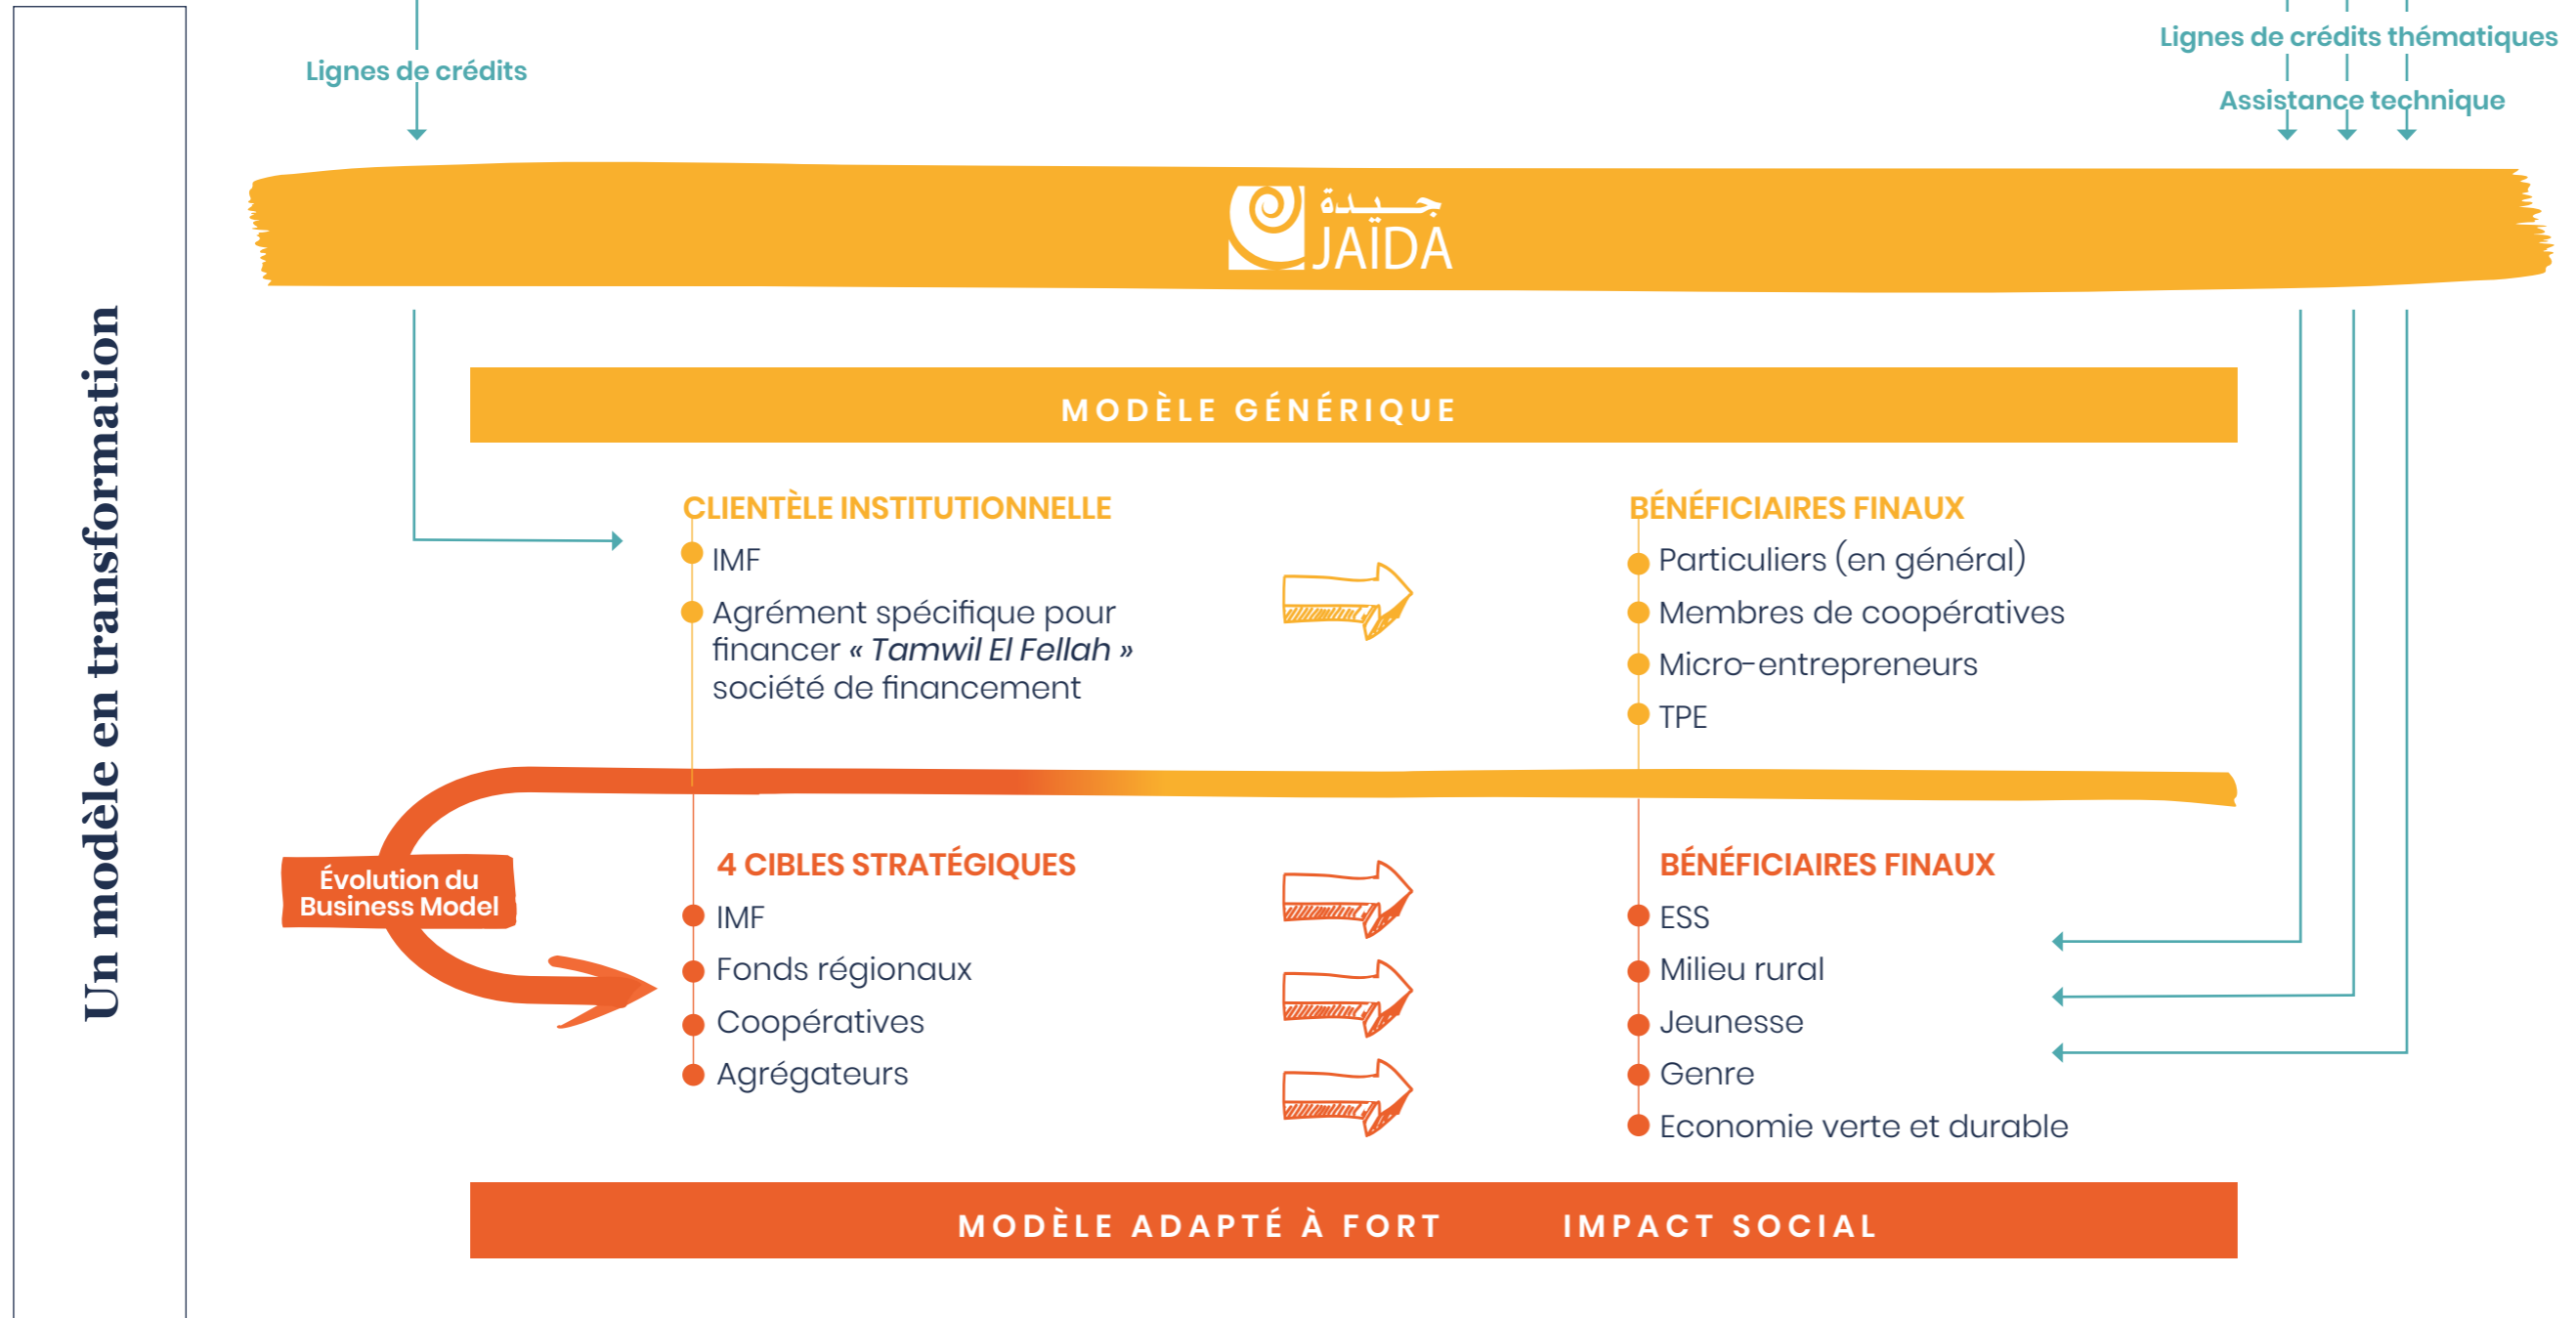 Un modèle en transformation
Lignes de crédits
Lignes de crédits thématiques
Assistance technique
جـــيـدة
JAÏDA
MODÈLE GÉNÉRIQUE
CLIENTÈLE INSTITUTIONNELLE
IMF
Agrément spécifique pour
financer « Tamwil El Fellah »
société de financement
BÉNÉFICIAIRES FINAUX
Particuliers (en général)
Membres de coopératives
Micro-entrepreneurs
TPE
Évolution du
Business Model
4 CIBLES STRATÉGIQUES
IMF
Fonds régionaux
Coopératives
Agrégateurs
BÉNÉFICIAIRES FINAUX
ESS
Milieu rural
Jeunesse
Genre
Economie verte et durable
MODÈLE ADAPTÉ À FORT IMPACT SOCIAL